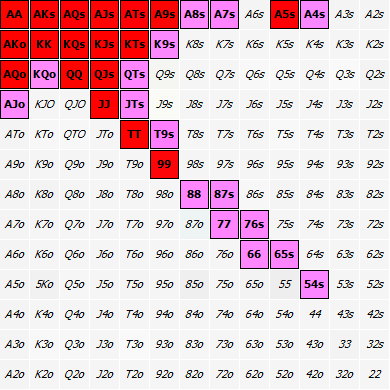 AA AKs AQs AJs ATs A9s A8s A7s A6s A5s A4s A3s A2s
AKo KK KQs KJs KTs K9s K8s K7s K6s K5s K4s K3s K2s
AQo KQo QQ QJs QTs Q9s Q8s Q7s Q6s Q5s Q4s Q3s Q2s
AJo KJO QJO JJ JTs J9s J8s J7s J6s J5s J4s J3s J2s
ATo KTo QTO JTo TT T9s T8s T7s T6s T5s T4s T3s T2s
A9o K9o Q9o J9o T9o 99 98s 97s 96s 95s 94s 93s 92s
A8o K8o Q8o J8o T8o 98o 88 87s 86s 85s 84s 83s 82s
A7o K7o Q7o J7o T7o 97o 87o 77 76s 75s 74s 73s 72s
A6o K6o Q6o J6o T6o 96o 86o 76o 66 65s 64s 63s 62s
A5o 5Ko Q5o J5o T5o 95o 85o 75o 65o 55 54s 53s 52s
A4o K4o Q4o J4o T4o 94o 84o 74o 64o 54o 44 43s 42s
A3o K3o Q3o J3o T3o 93o 83o 73o 63o 53o 43o 33 32s
A2o K2o Q2o J2o T2o 92o 82o 72o 62o 52o 42o 32o 22